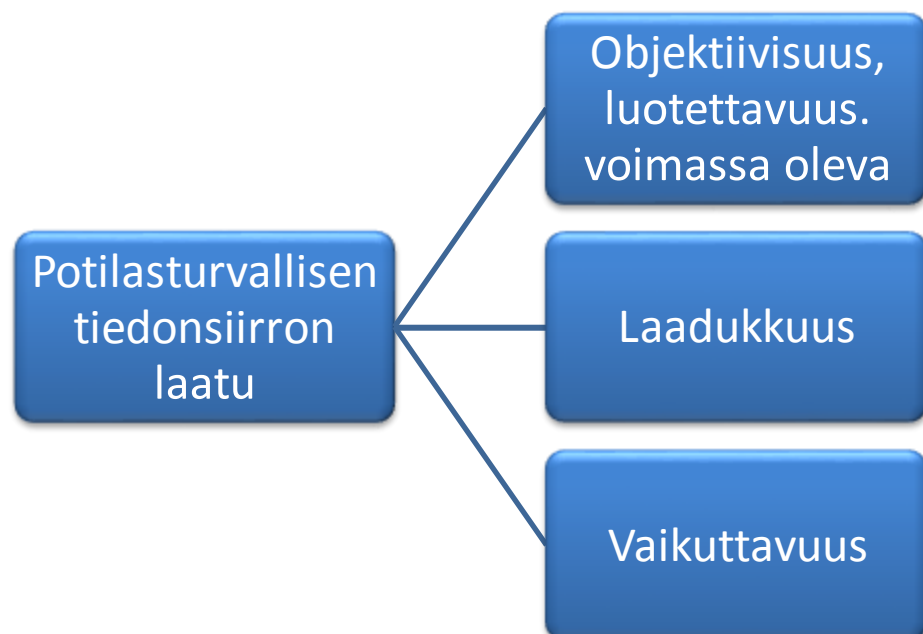 Objektiivisuus,
luotettavuus.
voimassa oleva
Potilasturvallisen
tiedonsiirron
laatu
Laadukkuus
Vaikuttavuus